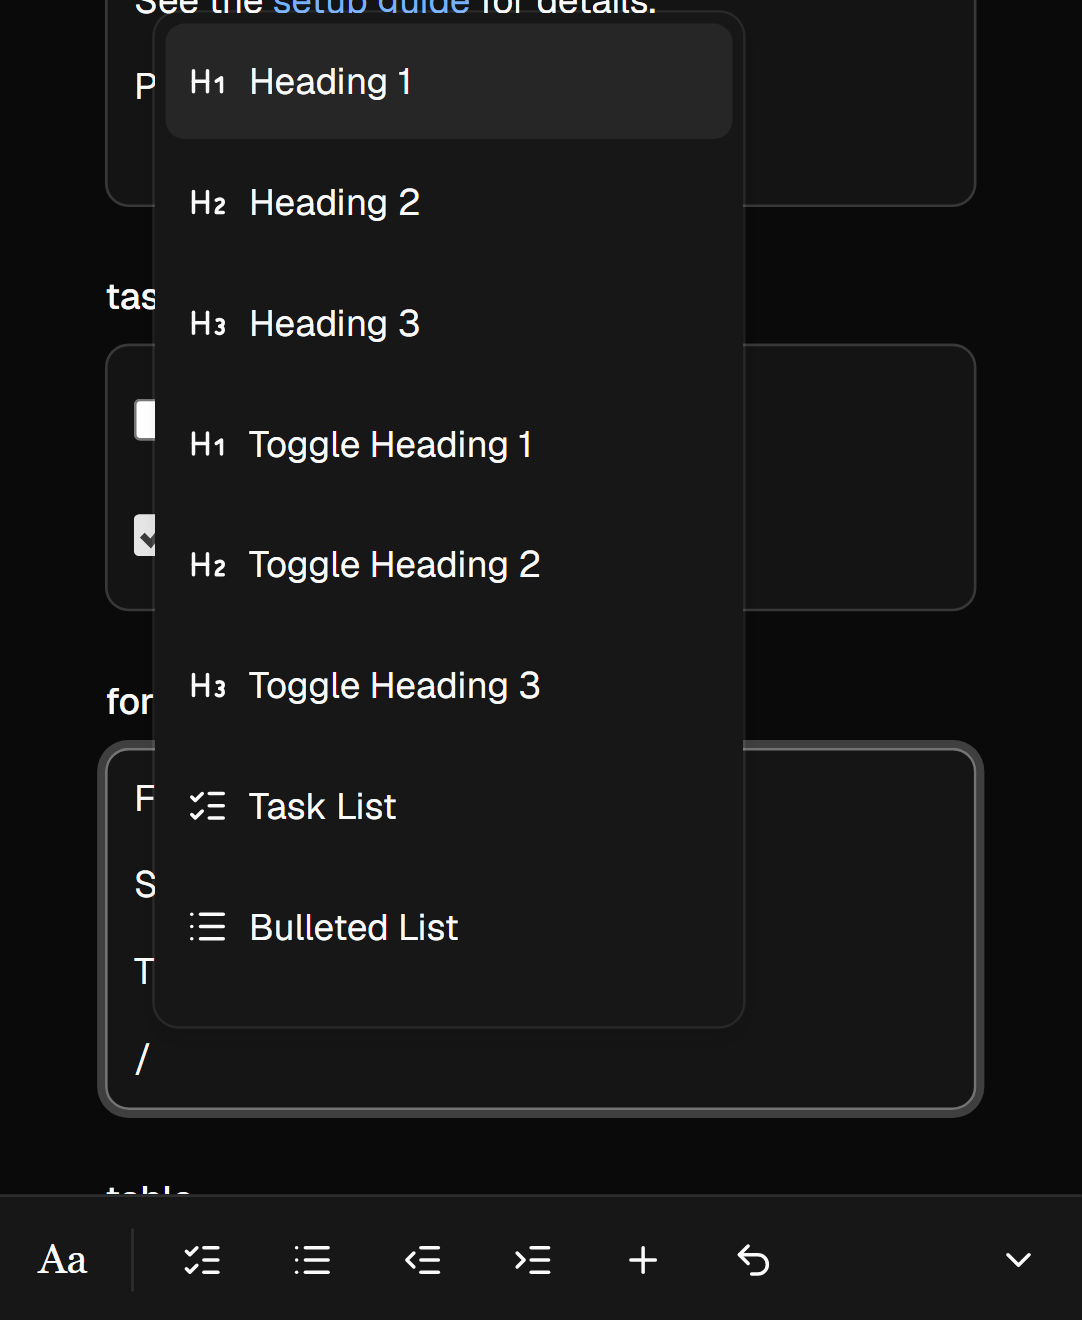 See the setup guide for details.
P
H1 Heading 1
H2 Heading 2
tas
H3 Heading 3
H1 Toggle Heading 1
H2 Toggle Heading 2
H3 Toggle Heading 3
for
F
Task List
S
Bulleted List
T
/
table
Aa